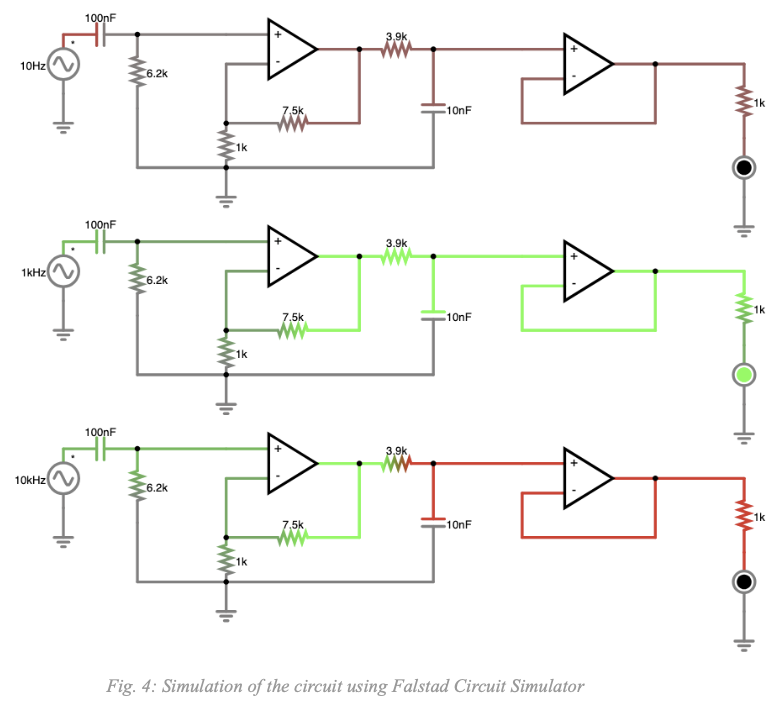 100nF
3.9k
+
+
10Hz
6.2k
-
-
7.5k
10nF
1k
1k
100nF
3.9k
+
+
1kHz
6.2k
-
-
7.5k
10nF
1k
1k
100nF
3.9k
+
+
10kHz
6.2k
-
-
7.5k
10nF
1k
1k
Fig. 4: Simulation of the circuit using Falstad Circuit Simulator